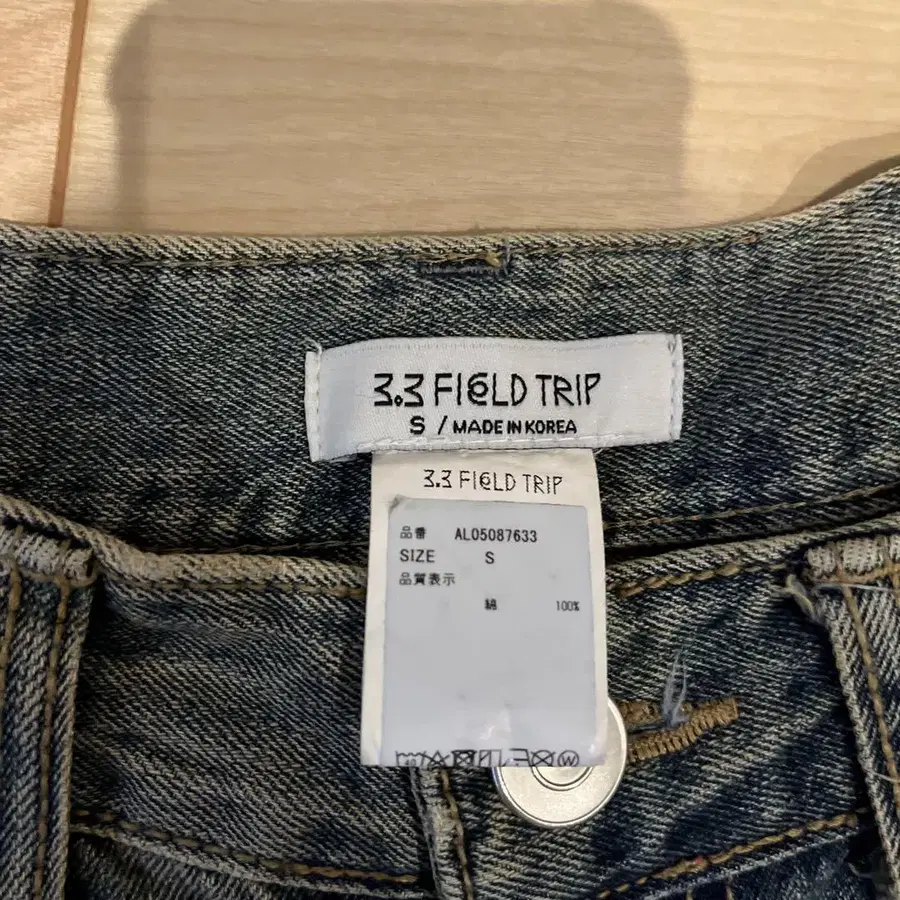 3.3 FIELD TRIP
S / MADE IN KOREA
3.3 FIELD TRIP
品番 AL05087633
SIZE S
品質表示
綿 100%